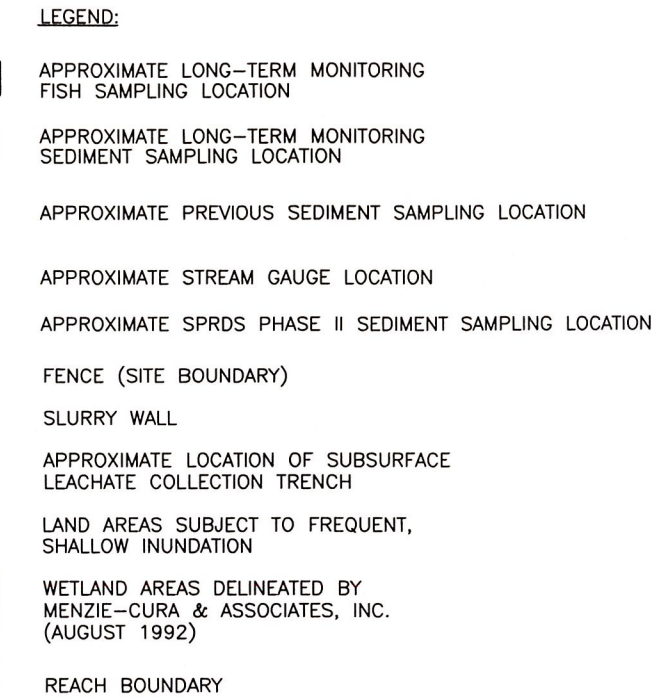 LEGEND:
APPROXIMATE LONG-TERM MONITORING
FISH SAMPLING LOCATION
APPROXIMATE LONG-TERM MONITORING
SEDIMENT SAMPLING LOCATION
APPROXIMATE PREVIOUS SEDIMENT SAMPLING LOCATION
APPROXIMATE STREAM GAUGE LOCATION
APPROXIMATE SPRDS PHASE II SEDIMENT SAMPLING LOCATION
FENCE (SITE BOUNDARY)
SLURRY WALL
APPROXIMATE LOCATION OF SUBSURFACE
LEACHATE COLLECTION TRENCH
LAND AREAS SUBJECT TO FREQUENT,
SHALLOW INUNDATION
WETLAND AREAS DELINEATED BY
MENZIE-CURA & ASSOCIATES, INC.
(AUGUST 1992)
REACH BOUNDARY